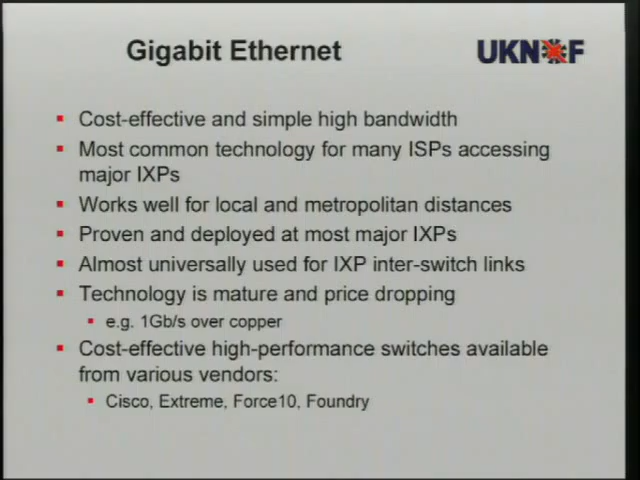 Gigabit Ethernet
UKNOF
Cost-effective and simple high bandwidth
Most common technology for many ISPs accessing
major IXPs
Works well for local and metropolitan distances
Proven and deployed at most major IXPs
Almost universally used for IXP inter-switch links
Technology is mature and price dropping
e.g. 1Gb/s over copper
Cost-effective high-performance switches available
from various vendors:
Cisco, Extreme, Force10, Foundry